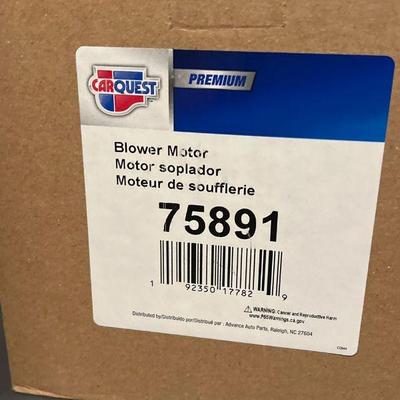 CARQUEST
PREMIUM
Blower Motor
Motor soplador
Moteur de soufflerie
75891
1 92350 17782 9
WARNING: Cancer and Reproductive Harm
www.P65Warnings.ca.gov
Distributed by/Distribuido por/Distribué par : Advance Auto Parts, Raleigh, NC 27604